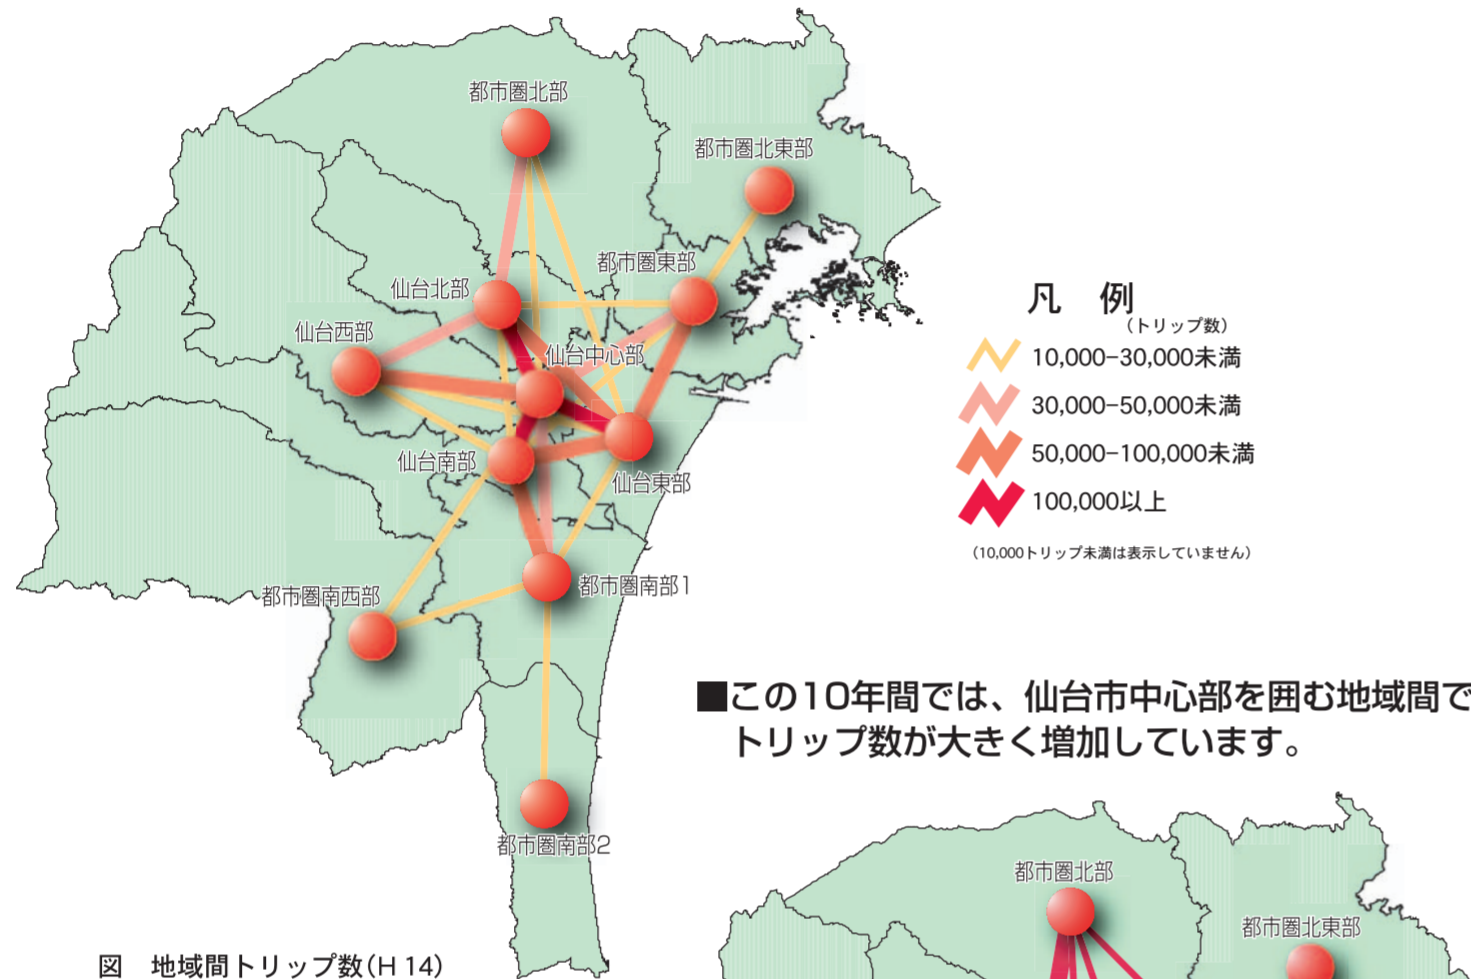 都市圏北部
都市圏北東部
都市圏東部
仙台北部
仙台西部
仙台中心部
仙台南部
仙台東部
都市圏南西部
都市圏南部1
都市圏南部2
凡 例
（トリップ数）
10,000−30,000未満
30,000−50,000未満
50,000−100,000未満
100,000以上
（10,000トリップ未満は表示していません）
■この10年間では、仙台市中心部を囲む地域間で
トリップ数が大きく増加しています。
都市圏北部
都市圏北東部
図 地域間トリップ数(H 14)